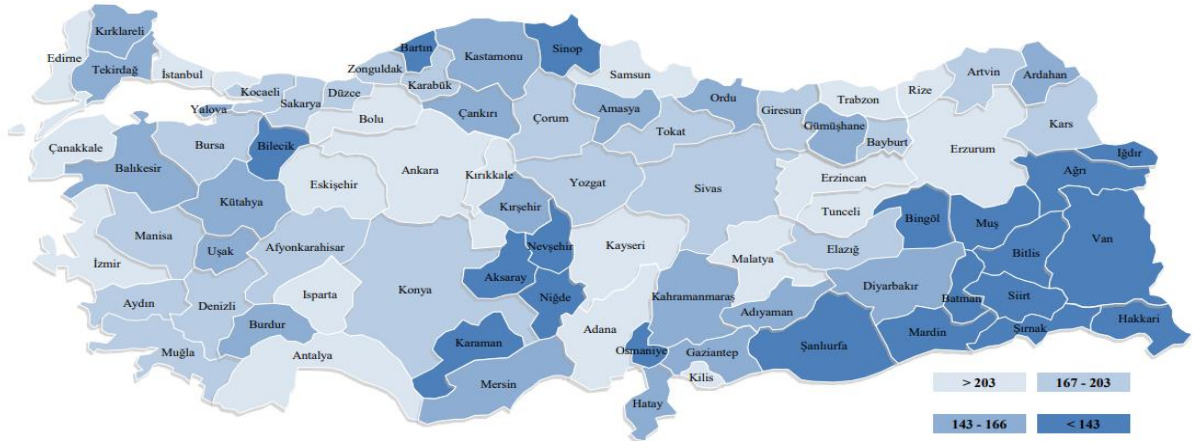 Kırklareli
Edirne
Tekirdağ
İstanbul
Kocaeli
Yalova
Sakarya
Düzce
Zonguldak
Bartın
Karabük
Kastamonu
Sinop
Samsun
Bolu
Çankırı
Çorum
Amasya
Tokat
Ordu
Giresun
Trabzon
Rize
Artvin
Ardahan
Gümüşhane
Bayburt
Kars
Erzurum
Iğdır
Ağrı
Çanakkale
Balıkesir
Bursa
Bilecik
Eskişehir
Ankara
Kırıkkale
Yozgat
Sivas
Erzincan
Tunceli
Bingöl
Muş
Van
Kütahya
Kırşehir
Manisa
Uşak
Afyonkarahisar
Nevşehir
Kayseri
Malatya
Elazığ
Bitlis
İzmir
Aksaray
Konya
Isparta
Niğde
Kahramanmaraş
Diyarbakır
Batman
Siirt
Aydın
Denizli
Burdur
Adıyaman
Adana
Mardin
Şırnak
Hakkari
Muğla
Antalya
Karaman
Osmaniye
Gaziantep
Şanlıurfa
Mersin
Kilis
Hatay
> 203
167 - 203
143 - 166
< 143